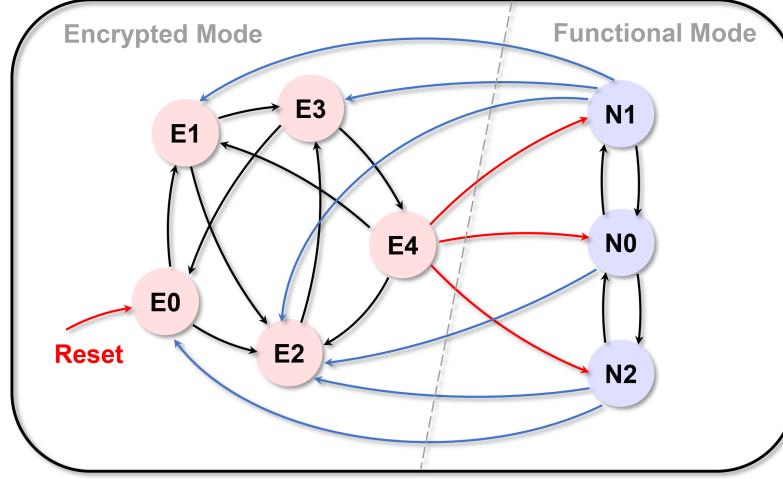 Encrypted Mode
Functional Mode
E3
N1
E1
E4
N0
E0
Reset
E2
N2